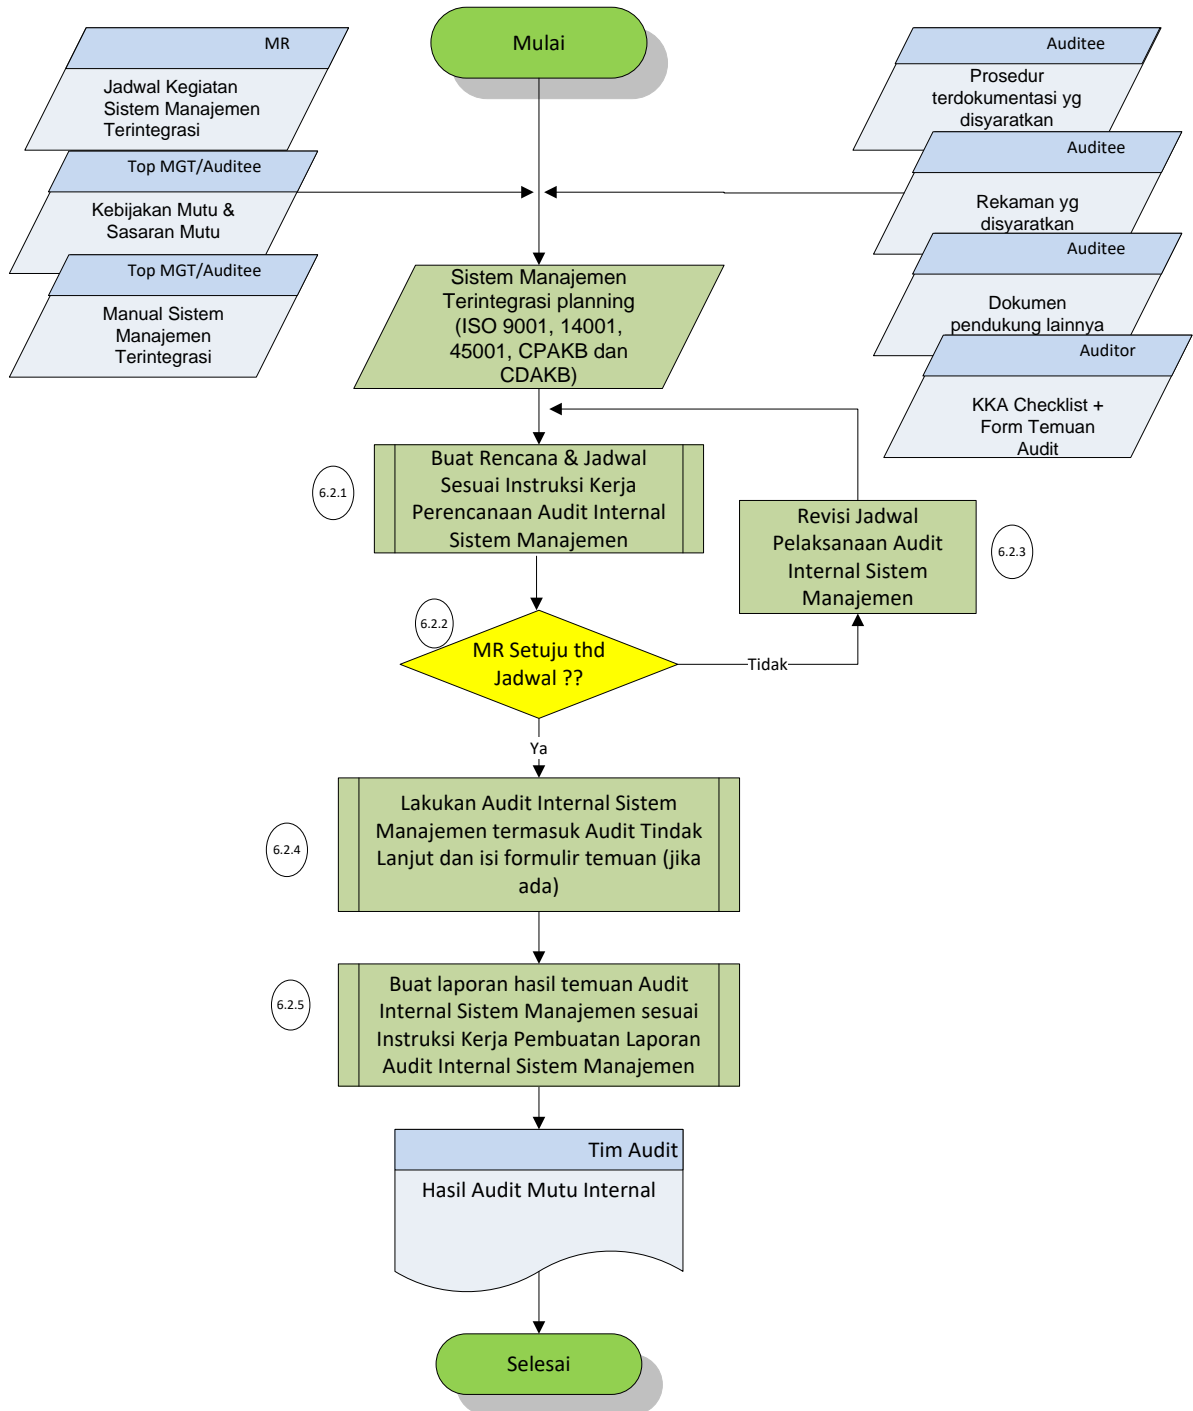 Mulai
MR
Jadwal Kegiatan
Sistem Manajemen
Terintegrasi
Top MGT/Auditee
Kebijakan Mutu &
Sasaran Mutu
Top MGT/Auditee
Manual Sistem
Manajemen
Terintegrasi
Auditee
Prosedur
terdokumentasi yg
disyaratkan
Auditee
Rekaman yg
disyaratkan
Auditee
Dokumen
pendukung lainnya
Auditor
KKA Checklist +
Form Temuan
Audit
Sistem Manajemen
Terintegrasi planning
(ISO 9001, 14001,
45001, CPAKB dan
CDAKB)
6.2.1
Buat Rencana & Jadwal
Sesuai Instruksi Kerja
Perencanaan Audit Internal
Sistem Manajemen
Revisi Jadwal
Pelaksanaan Audit
Internal Sistem
Manajemen
6.2.3
6.2.2
MR Setuju thd
Jadwal ??
Tidak
Ya
6.2.4
Lakukan Audit Internal Sistem
Manajemen termasuk Audit Tindak
Lanjut dan isi formulir temuan (jika
ada)
6.2.5
Buat laporan hasil temuan Audit
Internal Sistem Manajemen sesuai
Instruksi Kerja Pembuatan Laporan
Audit Internal Sistem Manajemen
Tim Audit
Hasil Audit Mutu Internal
Selesai